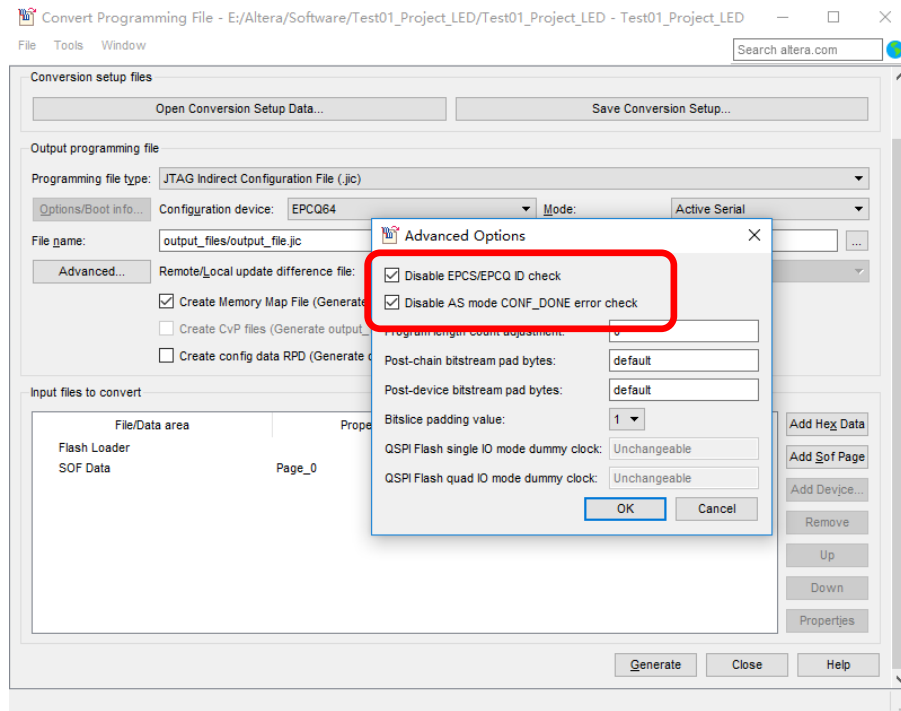 Convert Programming File - E:/Altera/Software/Test01_Project_LED/Test01_Project_LED - Test01_Project_LED
File Tools Window
Search altera.com
Conversion setup files
Open Conversion Setup Data... Save Conversion Setup...
Output programming file
Programming file type: JTAG Indirect Configuration File (.jic)
Options/Boot info... Configuration device: EPCQ64 Mode: Active Serial
File name: output_files/output_file.jic ...
Advanced... Remote/Local update difference file:
Create Memory Map File (Generate
Create CvP files (Generate output_
Create config data RPD (Generate
Advanced Options
Disable EPCS/EPCQ ID check
Disable AS mode CONF_DONE error check
Program length count adjustment: 0
Post-chain bitstream pad bytes: default
Post-device bitstream pad bytes: default
Bitslice padding value: 1
QSPI Flash single IO mode dummy clock: Unchangeable
QSPI Flash quad IO mode dummy clock: Unchangeable
OK Cancel
Input files to convert
File/Data area Prope
Flash Loader
SOF Data Page_0
Add Hex Data
Add Sof Page
Add Device...
Remove
Up
Down
Properties
Generate Close Help